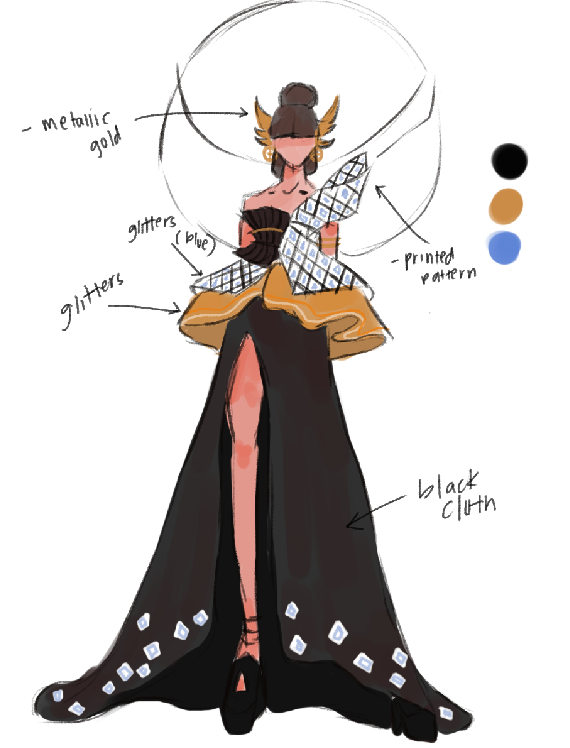 - metallic
gold
glitters
(blue)
glitters
- printed
pattern
black
cloth